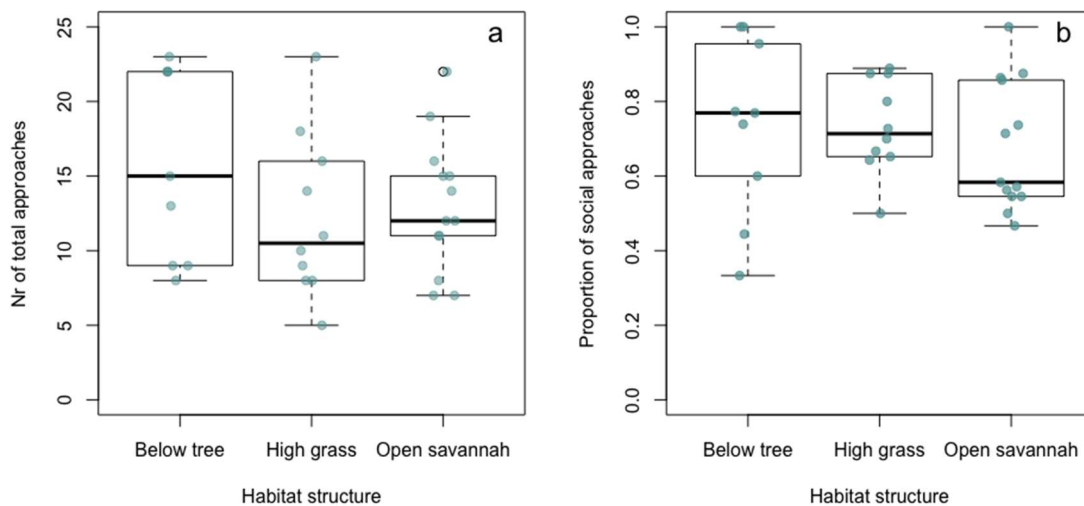 a
Nr of total approaches
25
20
15
10
5
0
Below tree High grass Open savannah
Habitat structure
b
Proportion of social approaches
1.0
0.8
0.6
0.4
0.2
0.0
Below tree High grass Open savannah
Habitat structure